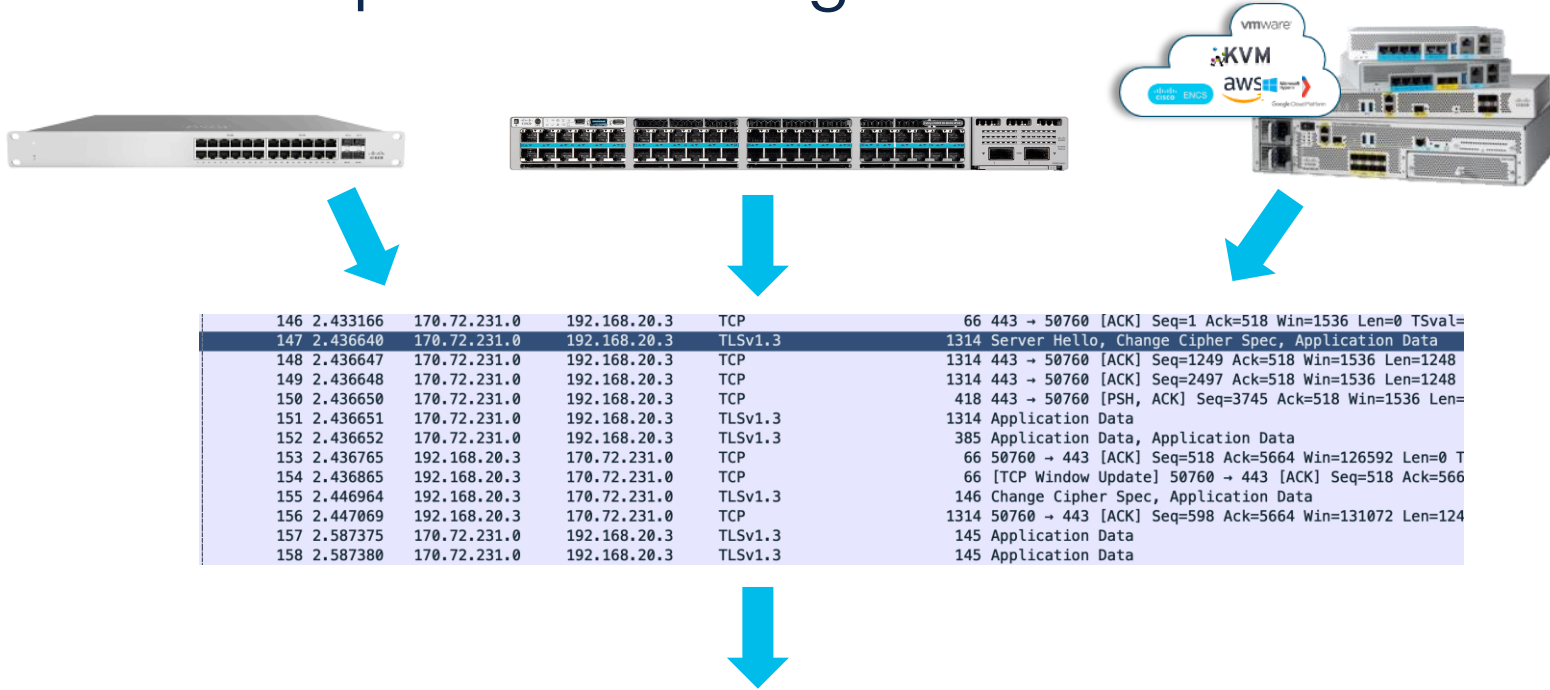 vmware
KVM
aws
CISCO ENCS
Google Cloud Platform
146 2.433166 170.72.231.0 192.168.20.3 TCP 66 443 → 50760 [ACK] Seq=1 Ack=518 Win=1536 Len=0 TSval=
147 2.436640 170.72.231.0 192.168.20.3 TLSv1.3 1314 Server Hello, Change Cipher Spec, Application Data
148 2.436647 170.72.231.0 192.168.20.3 TCP 1314 443 → 50760 [ACK] Seq=1249 Ack=518 Win=1536 Len=1248
149 2.436648 170.72.231.0 192.168.20.3 TCP 1314 443 → 50760 [ACK] Seq=2497 Ack=518 Win=1536 Len=1248
150 2.436650 170.72.231.0 192.168.20.3 TCP 418 443 → 50760 [PSH, ACK] Seq=3745 Ack=518 Win=1536 Len=
151 2.436651 170.72.231.0 192.168.20.3 TLSv1.3 1314 Application Data
152 2.436652 170.72.231.0 192.168.20.3 TLSv1.3 385 Application Data, Application Data
153 2.436765 192.168.20.3 170.72.231.0 TCP 66 50760 → 443 [ACK] Seq=518 Ack=5664 Win=126592 Len=0 T
154 2.436865 192.168.20.3 170.72.231.0 TCP 66 [TCP Window Update] 50760 → 443 [ACK] Seq=518 Ack=566
155 2.446964 192.168.20.3 170.72.231.0 TLSv1.3 146 Change Cipher Spec, Application Data
156 2.447069 192.168.20.3 170.72.231.0 TCP 1314 50760 → 443 [ACK] Seq=598 Ack=5664 Win=131072 Len=124
157 2.587375 170.72.231.0 192.168.20.3 TLSv1.3 145 Application Data
158 2.587380 170.72.231.0 192.168.20.3 TLSv1.3 145 Application Data